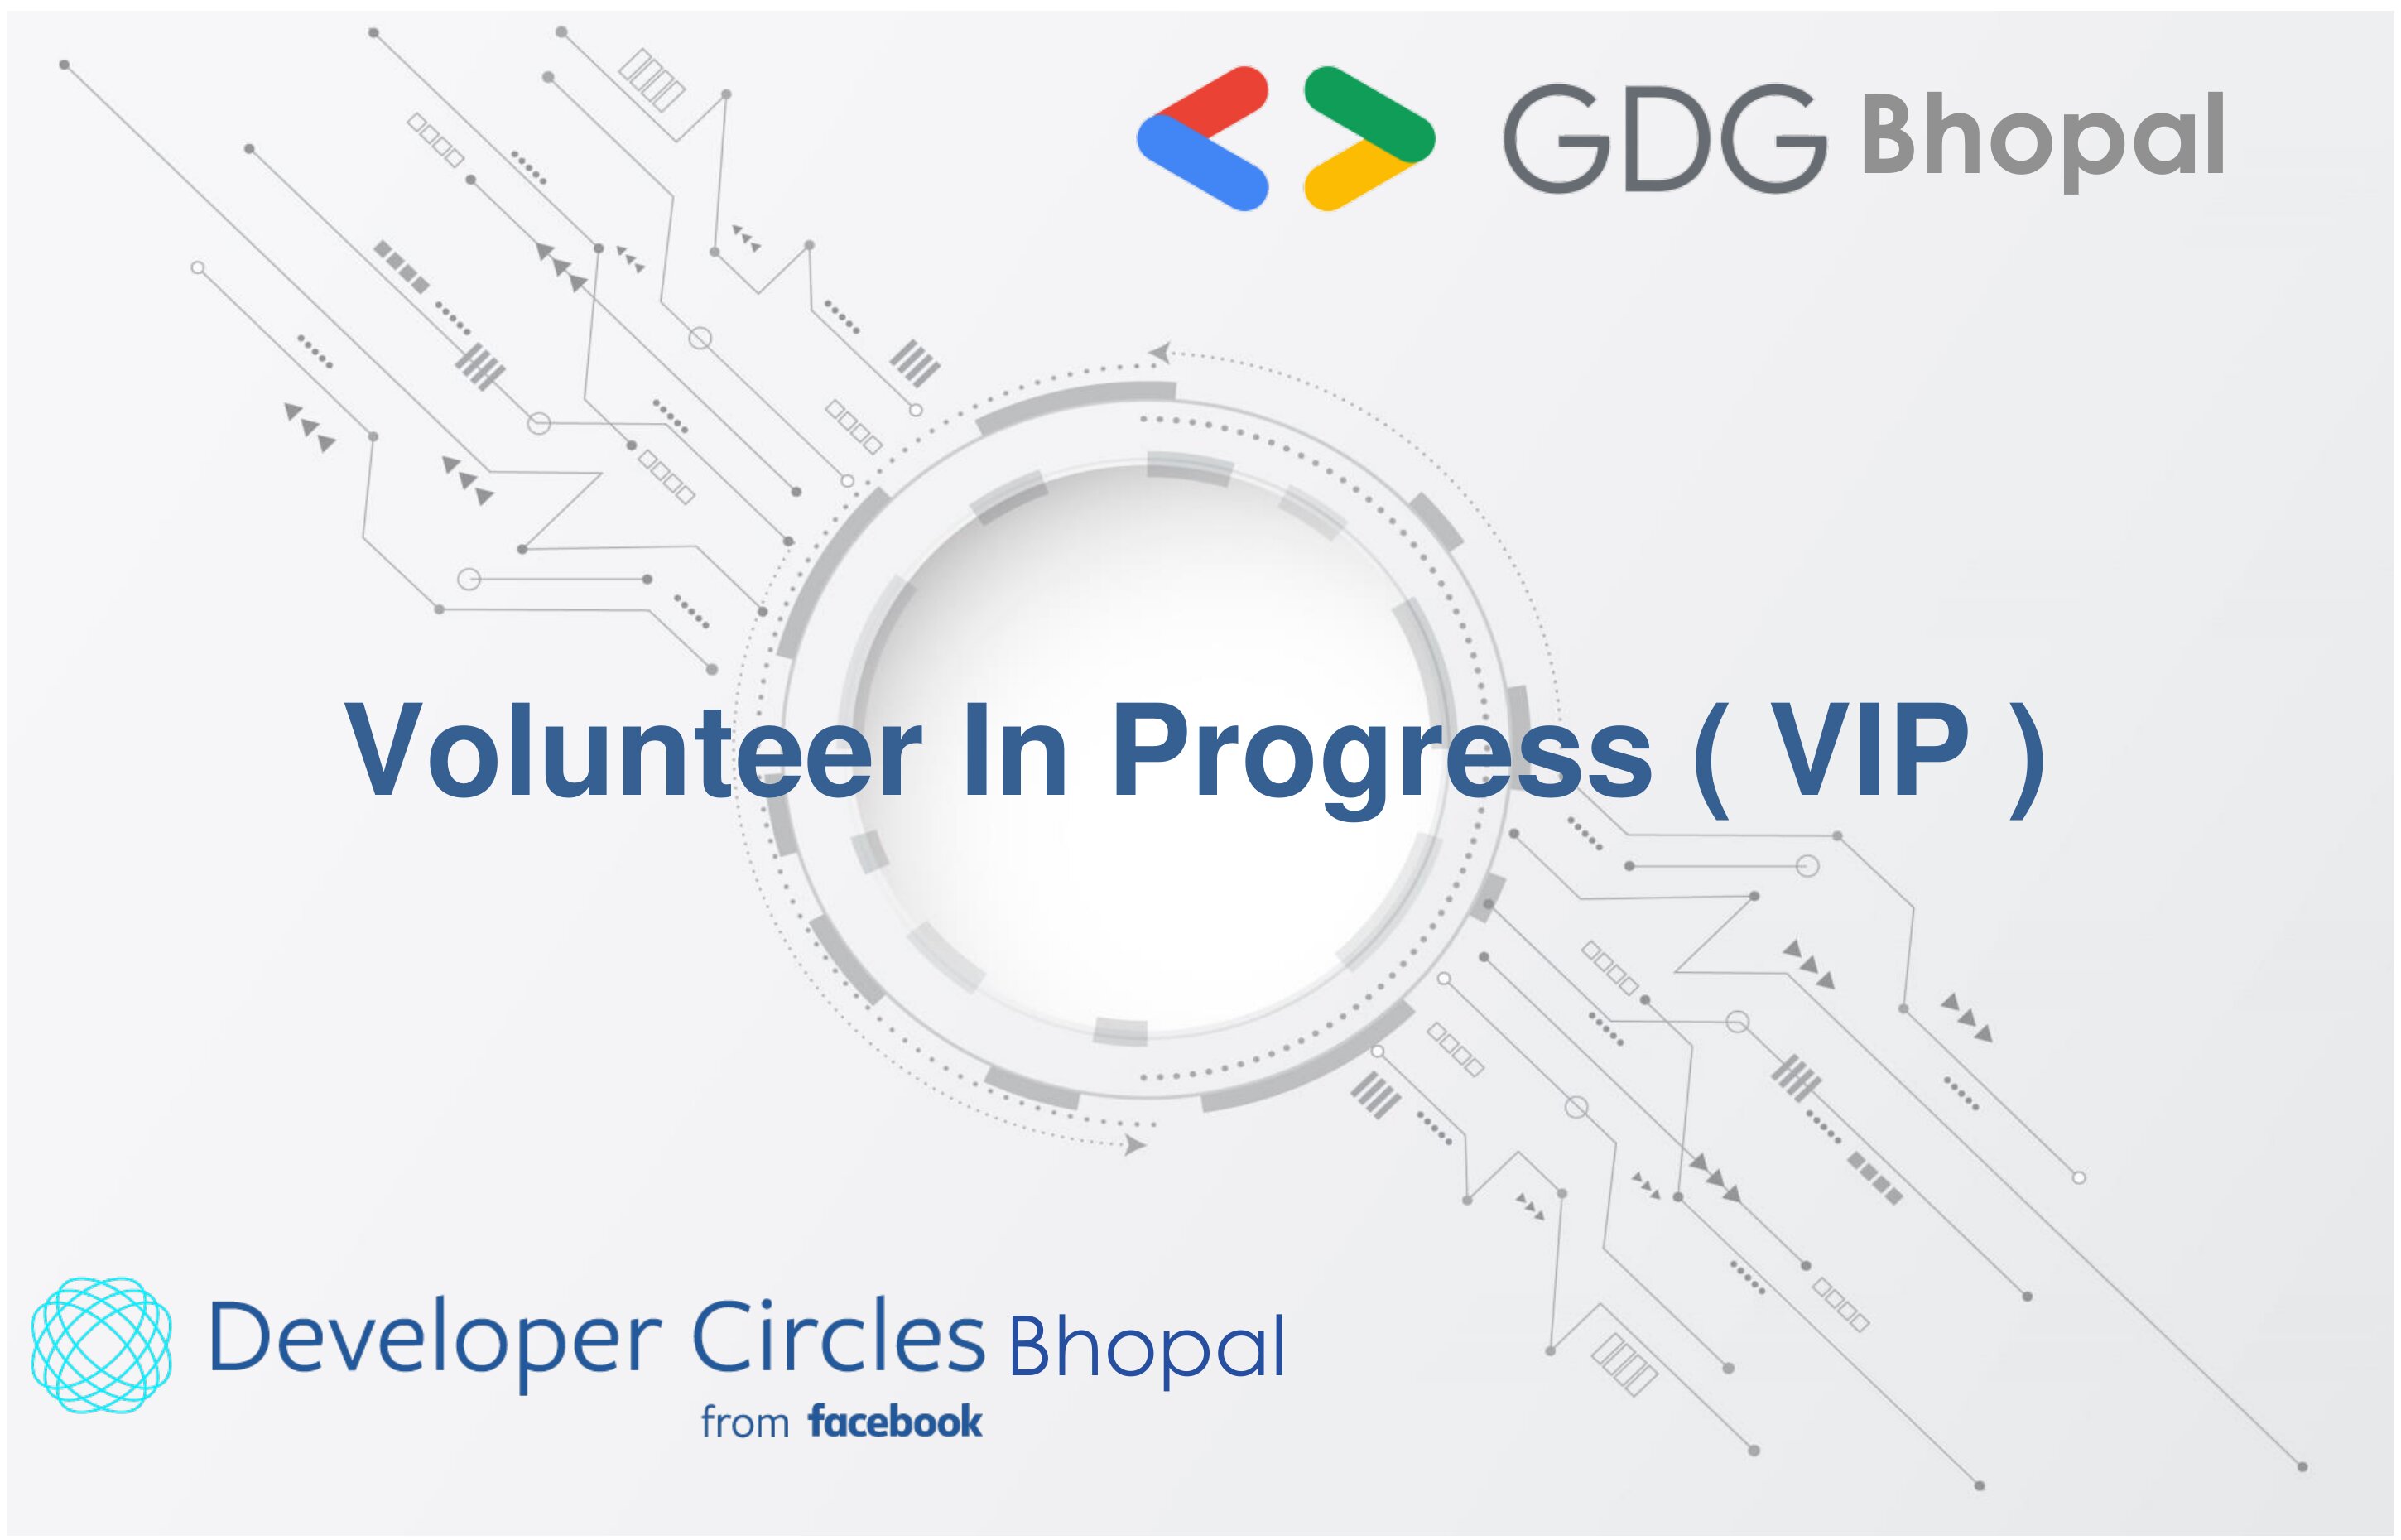 GDG Bhopal
Volunteer In Progress ( VIP )
Developer Circles Bhopal
from facebook